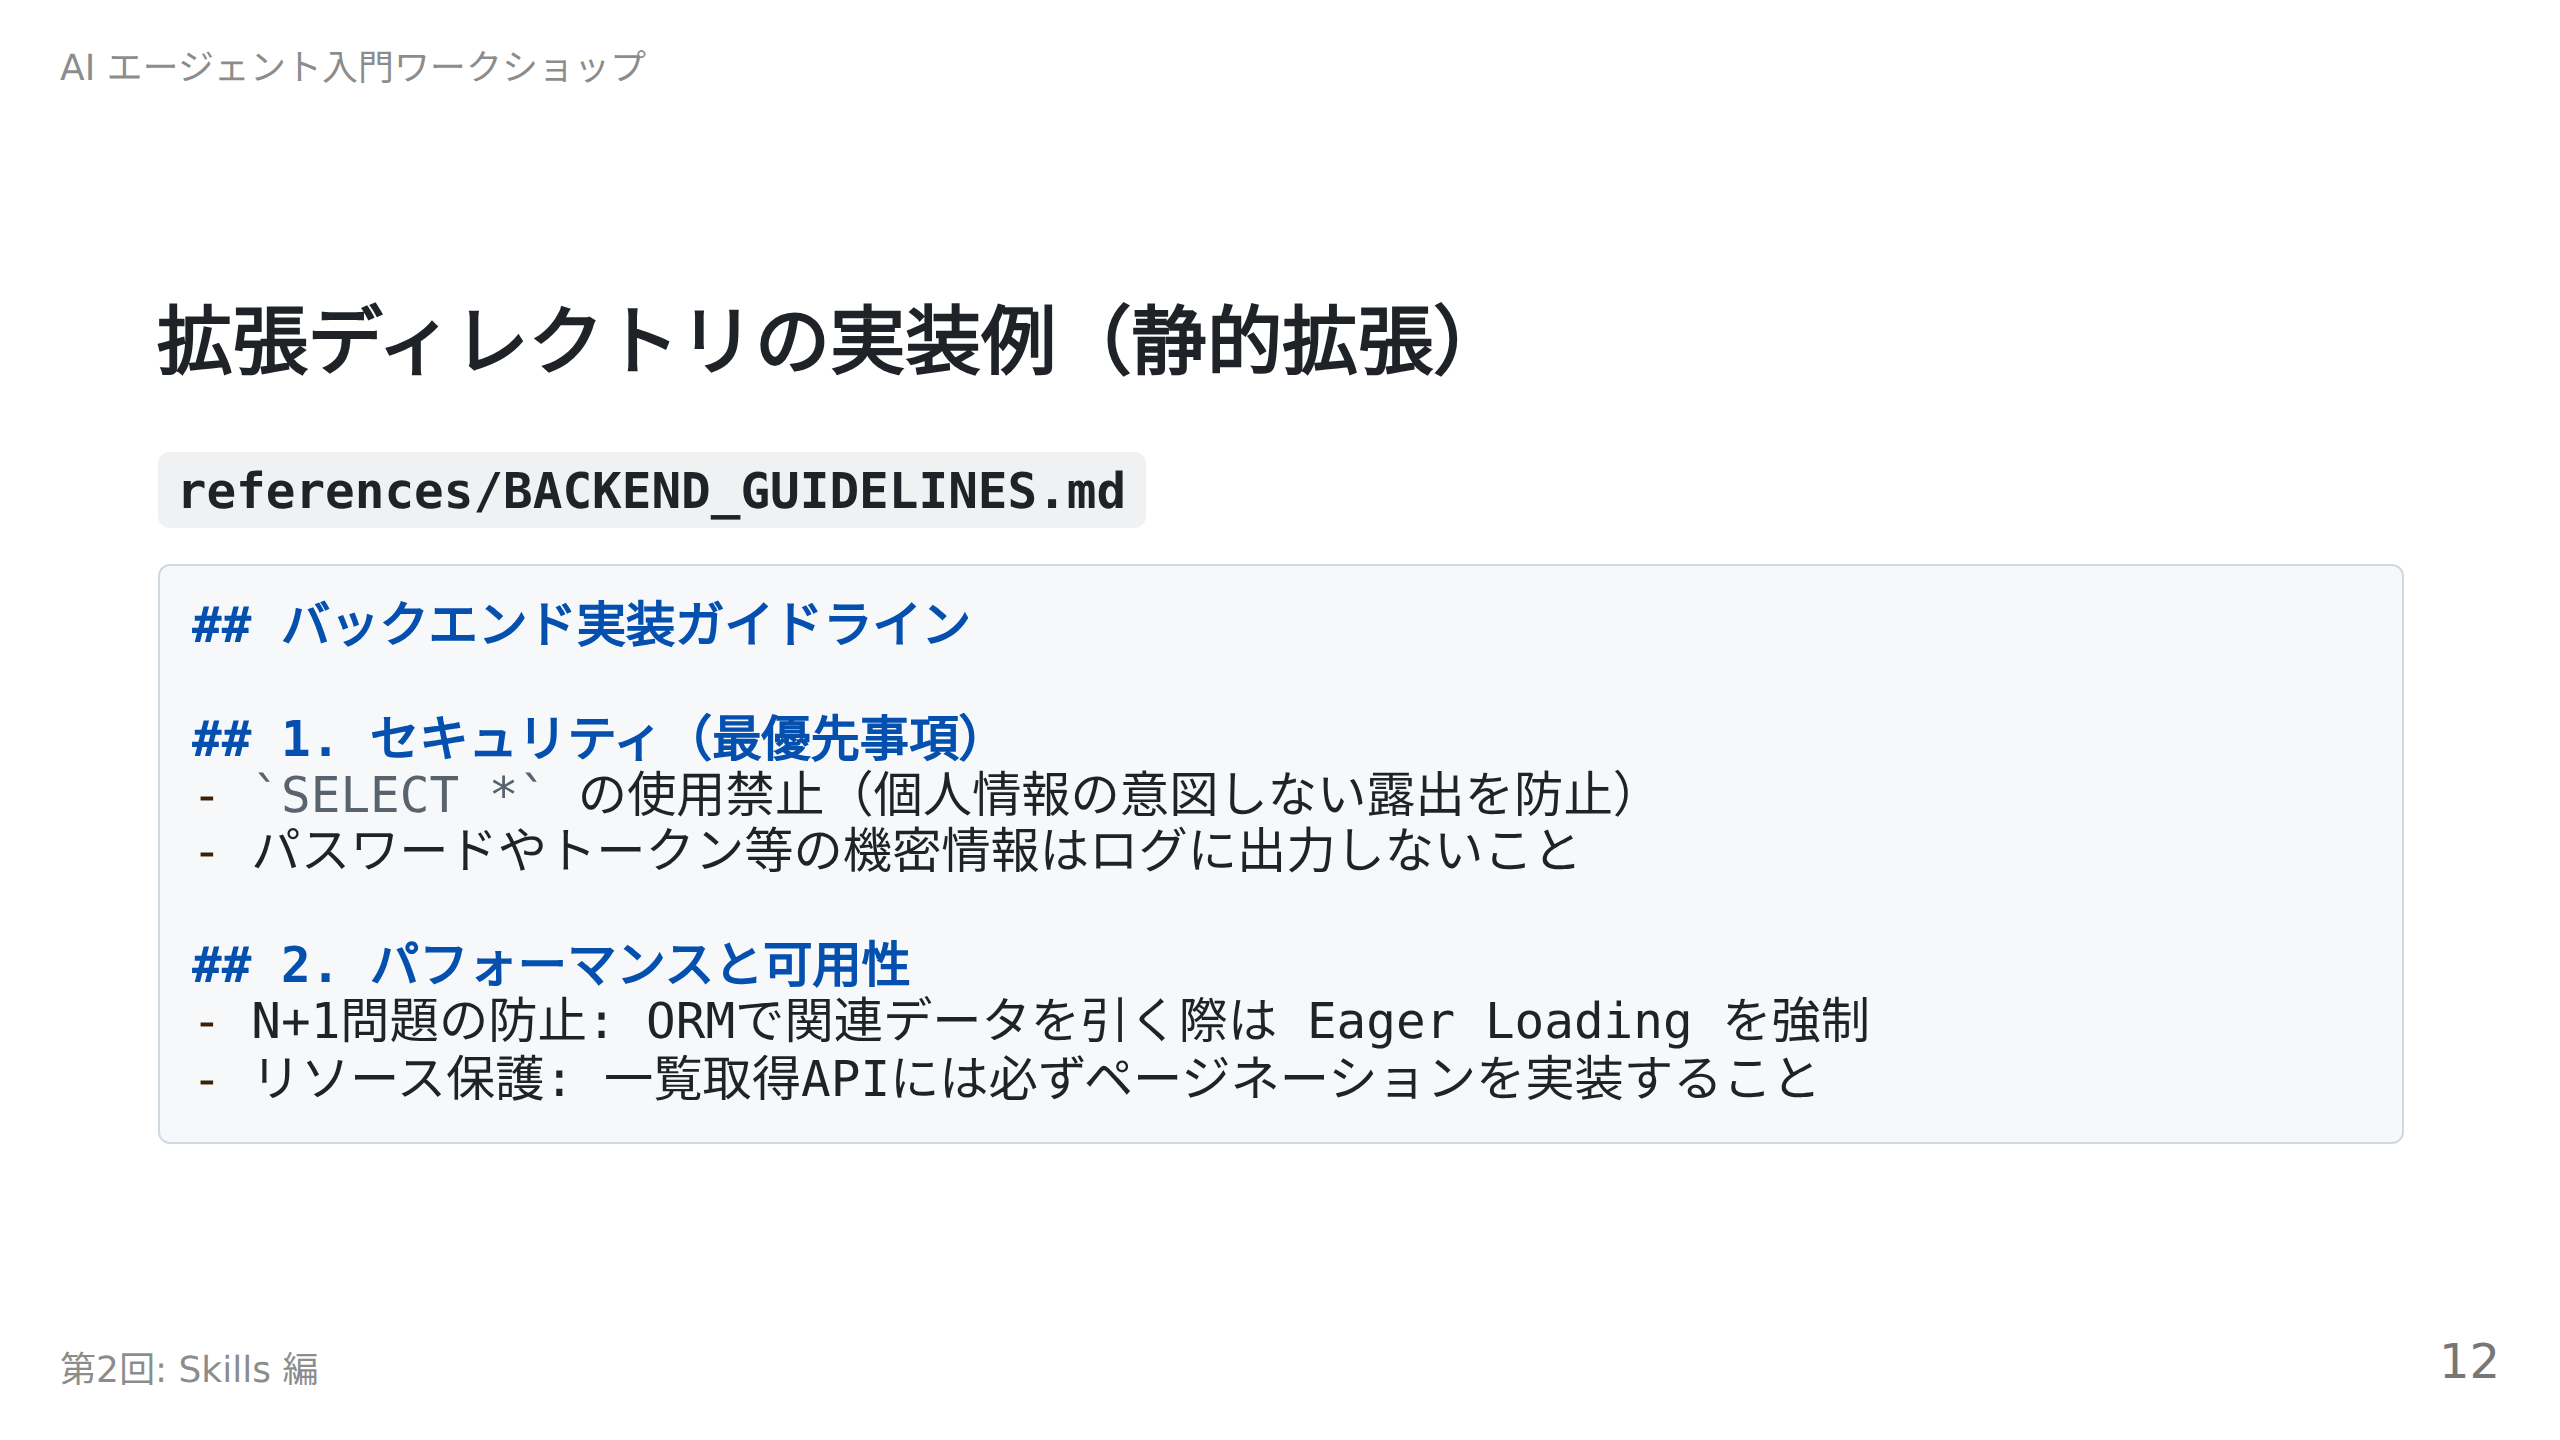 AI エージェント入門ワークショップ
拡張ディレクトリの実装例（静的拡張）
references/BACKEND_GUIDELINES.md
## バックエンド実装ガイドライン
## 1. セキュリティ（最優先事項）
- `SELECT *` の使用禁止（個人情報の意図しない露出を防止）
- パスワードやトークン等の機密情報はログに出力しないこと
## 2. パフォーマンスと可用性
- N+1問題の防止: ORMで関連データを引く際は Eager Loading を強制
- リソース保護: 一覧取得APIには必ずページネーションを実装すること
第2回: Skills 編
12